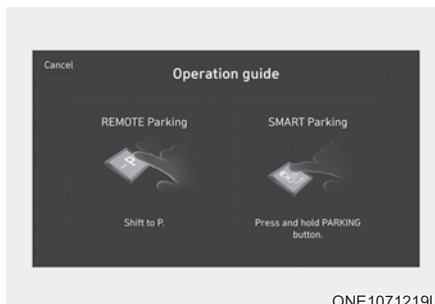 Cancel
Operation guide
REMOTE Parking
SMART Parking
P
Shift to P.
Press and hold PARKING
button.
ONE1071219L